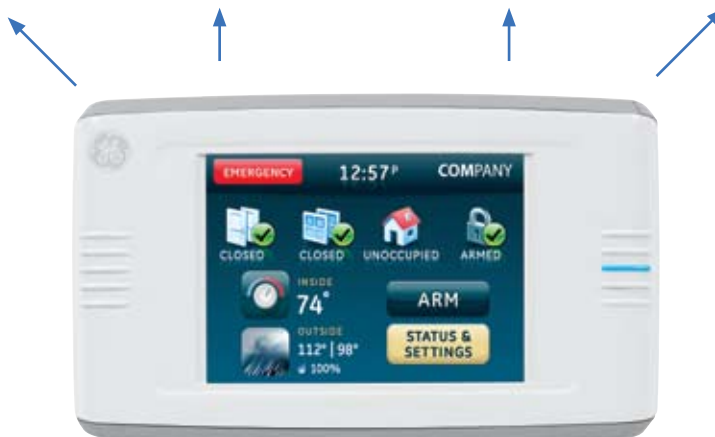 EMERGENCY 12:57P COMPANY
CLOSED CLOSED UNOCCUPIED ARMED
INSIDE
74°
ARM
OUTSIDE
112° | 98°
100%
STATUS &
SETTINGS